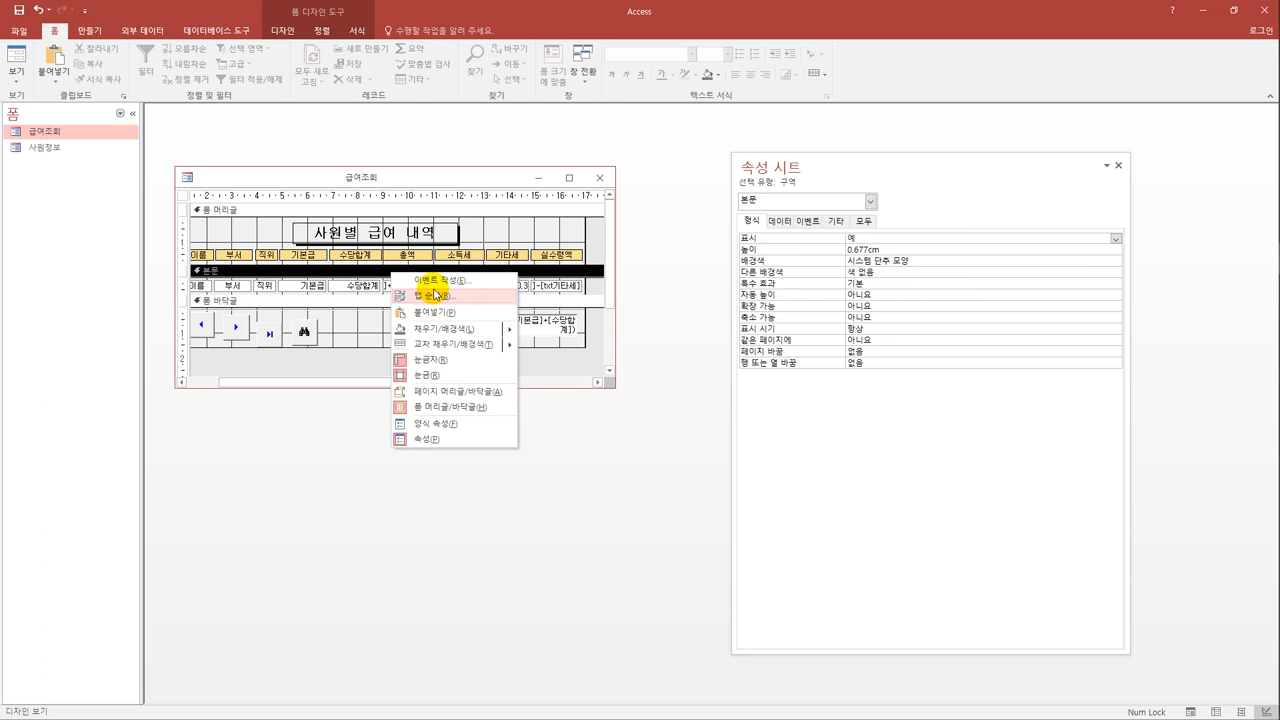 폼 디자인 도구
Access
?
파일
홈
만들기
외부 데이터
데이터베이스 도구
디자인
정렬
서식
수행할 작업을 알려 주세요.
로그인
보기
붙여넣기
잘라내기
복사
서식 복사
필터
오름차순
내림차순
정렬 제거
선택 영역
고급
필터 적용/해제
모두 새로
고침
새로 만들기
저장
삭제
요약
맞춤법 검사
기타
찾기
바꾸기
이동
선택
폼 크기
에 맞춤
창 전환
보기
클립보드
정렬 및 필터
레코드
찾기
창
텍스트 서식
폼
급여조회
사원정보
급여조회
2 3 4 5 6 7 8 9 10 11 12 13 14 15 16 17
폼 머리글
사원별 급여 내역
이름 부서 직위 기본급 수당합계 총액 소득세 기타세 실수령액
본문
이름 부서 직위 기본급 수당합계 ]-[txt기타세]
폼 바닥글
기본급]+[수당합
계])
이벤트 작성(E)...
붙여넣기(P)
채우기/배경색(L)
교차 채우기/배경색(T)
눈금자(R)
눈금(R)
페이지 머리글/바닥글(A)
폼 머리글/바닥글(H)
양식 속성(F)
속성(P)
속성 시트
선택 유형: 구역
본문
형식 데이터 이벤트 기타 모두
표시 예
높이 0.677cm
배경색 시스템 단추 모양
다른 배경색 색 없음
특수 효과 기본
자동 높이 아니요
확장 가능 아니요
축소 가능 아니요
표시 시기 항상
같은 페이지에 아니요
페이지 바꿈 없음
행 또는 열 바꿈 없음
디자인 보기
Num Lock